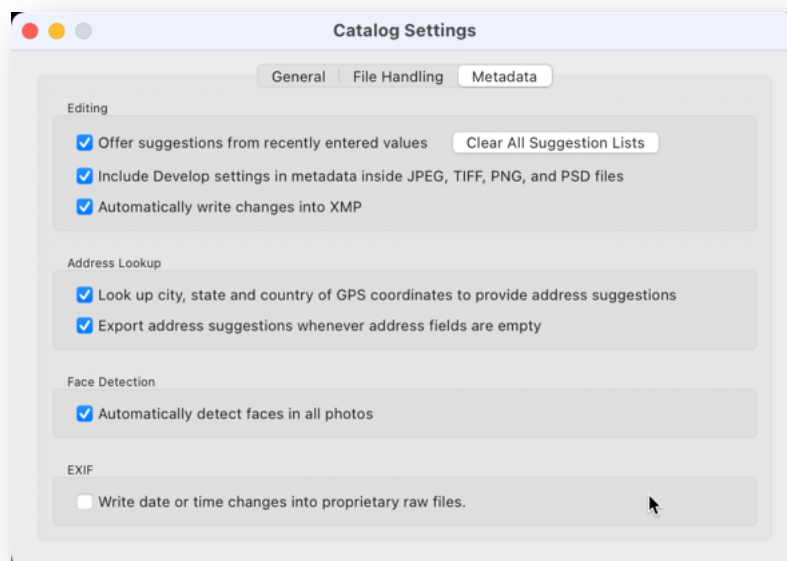 Catalog Settings
General File Handling Metadata
Editing
Offer suggestions from recently entered values Clear All Suggestion Lists
Include Develop settings in metadata inside JPEG, TIFF, PNG, and PSD files
Automatically write changes into XMP
Address Lookup
Look up city, state and country of GPS coordinates to provide address suggestions
Export address suggestions whenever address fields are empty
Face Detection
Automatically detect faces in all photos
EXIF
Write date or time changes into proprietary raw files.